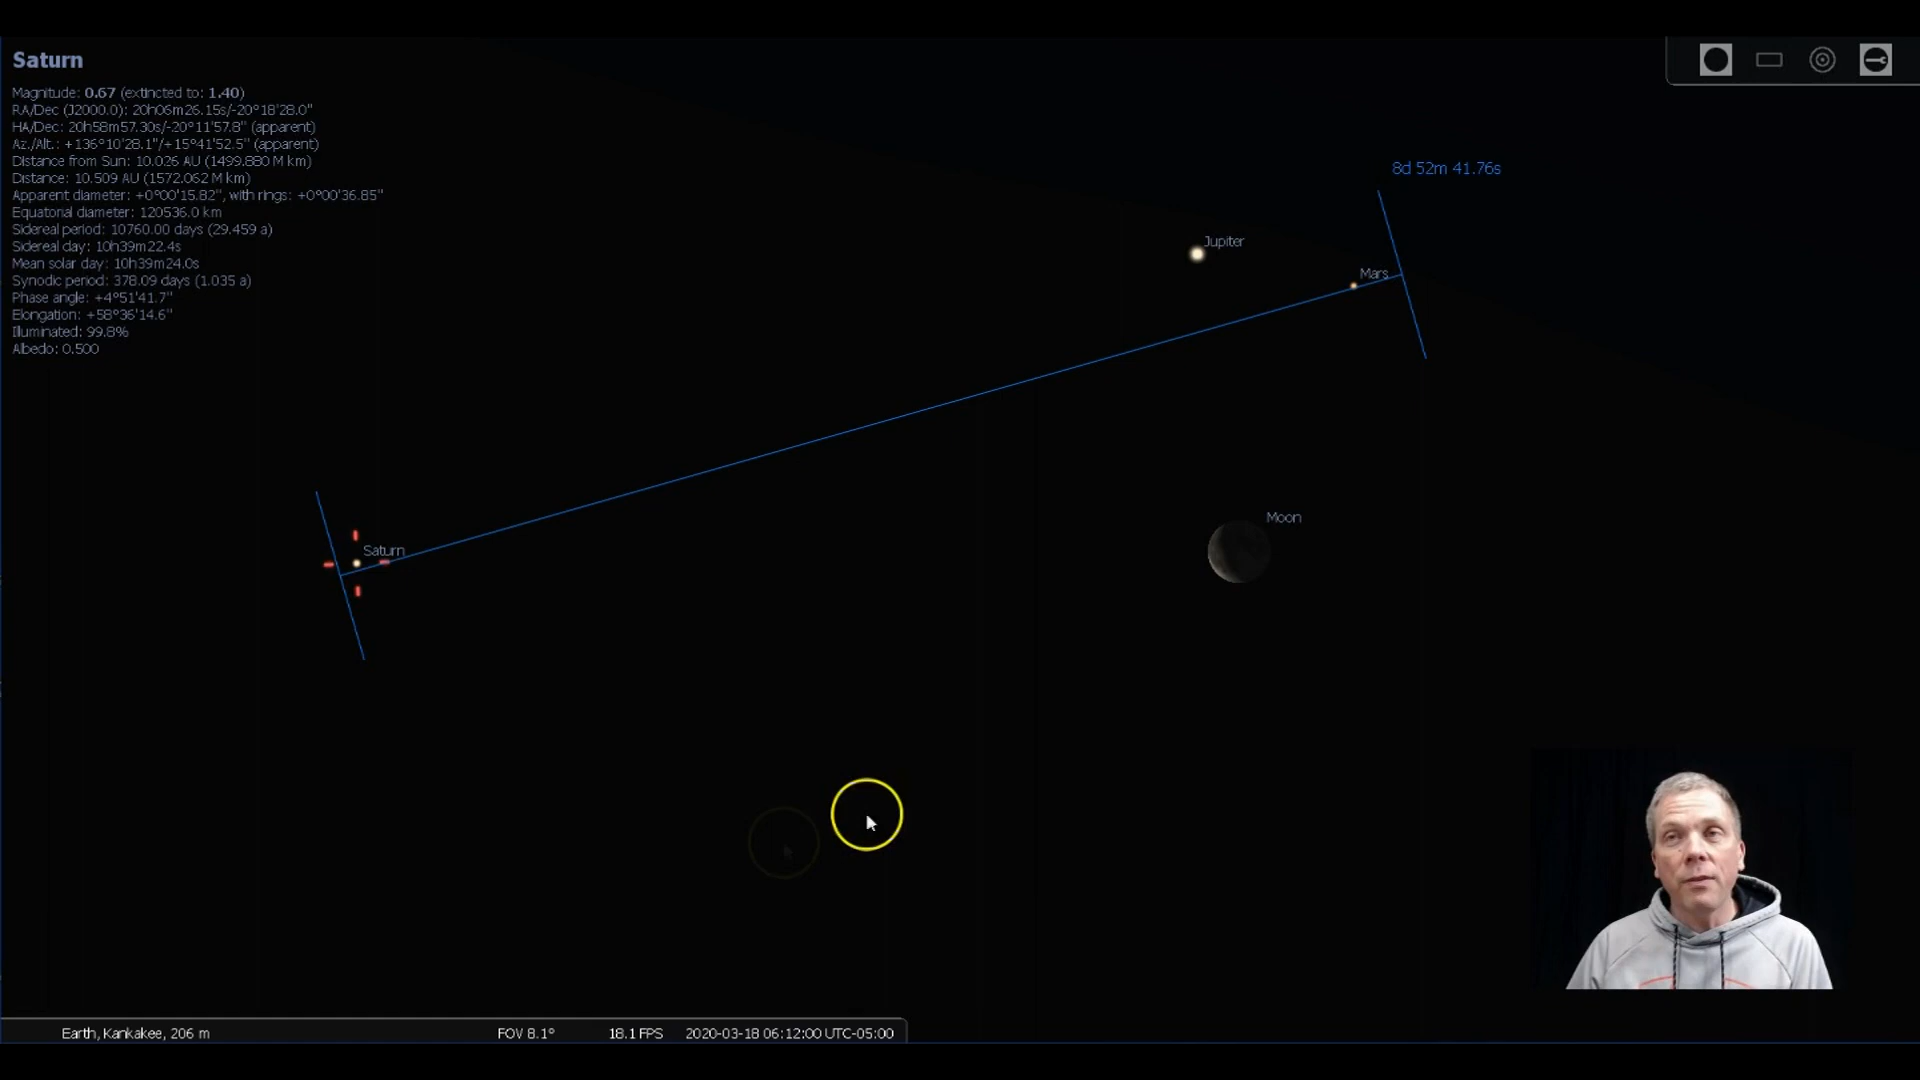 Saturn
Magnitude: 0.67 (extincted to: 1.40)
RA/Dec (J2000.0): 20h06m26.15s/-20°18'28.0"
HA/Dec: 20h58m57.30s/-20°11'57.8" (apparent)
Az./Alt.: +136°10'28.1"/+15°41'52.5" (apparent)
Distance from Sun: 10.026 AU (1499.880 M km)
Distance: 10.509 AU (1572.062 M km)
Apparent diameter: +0°00'15.82", with rings: +0°00'36.85"
Equatorial diameter: 120536.0 km
Sidereal period: 10760.00 days (29.459 a)
Sidereal day: 10h39m22.4s
Mean solar day: 10h39m24.0s
Synodic period: 378.09 days (1.035 a)
Phase angle: +4°51'41.7"
Elongation: +58°36'14.6"
Illuminated: 99.8%
Albedo: 0.500
8d 52m 41.76s
Jupiter
Mars
Moon
Saturn
Earth, Kankakee, 206 m FOV 8.1° 18.1 FPS 2020-03-18 06:12:00 UTC-05:00